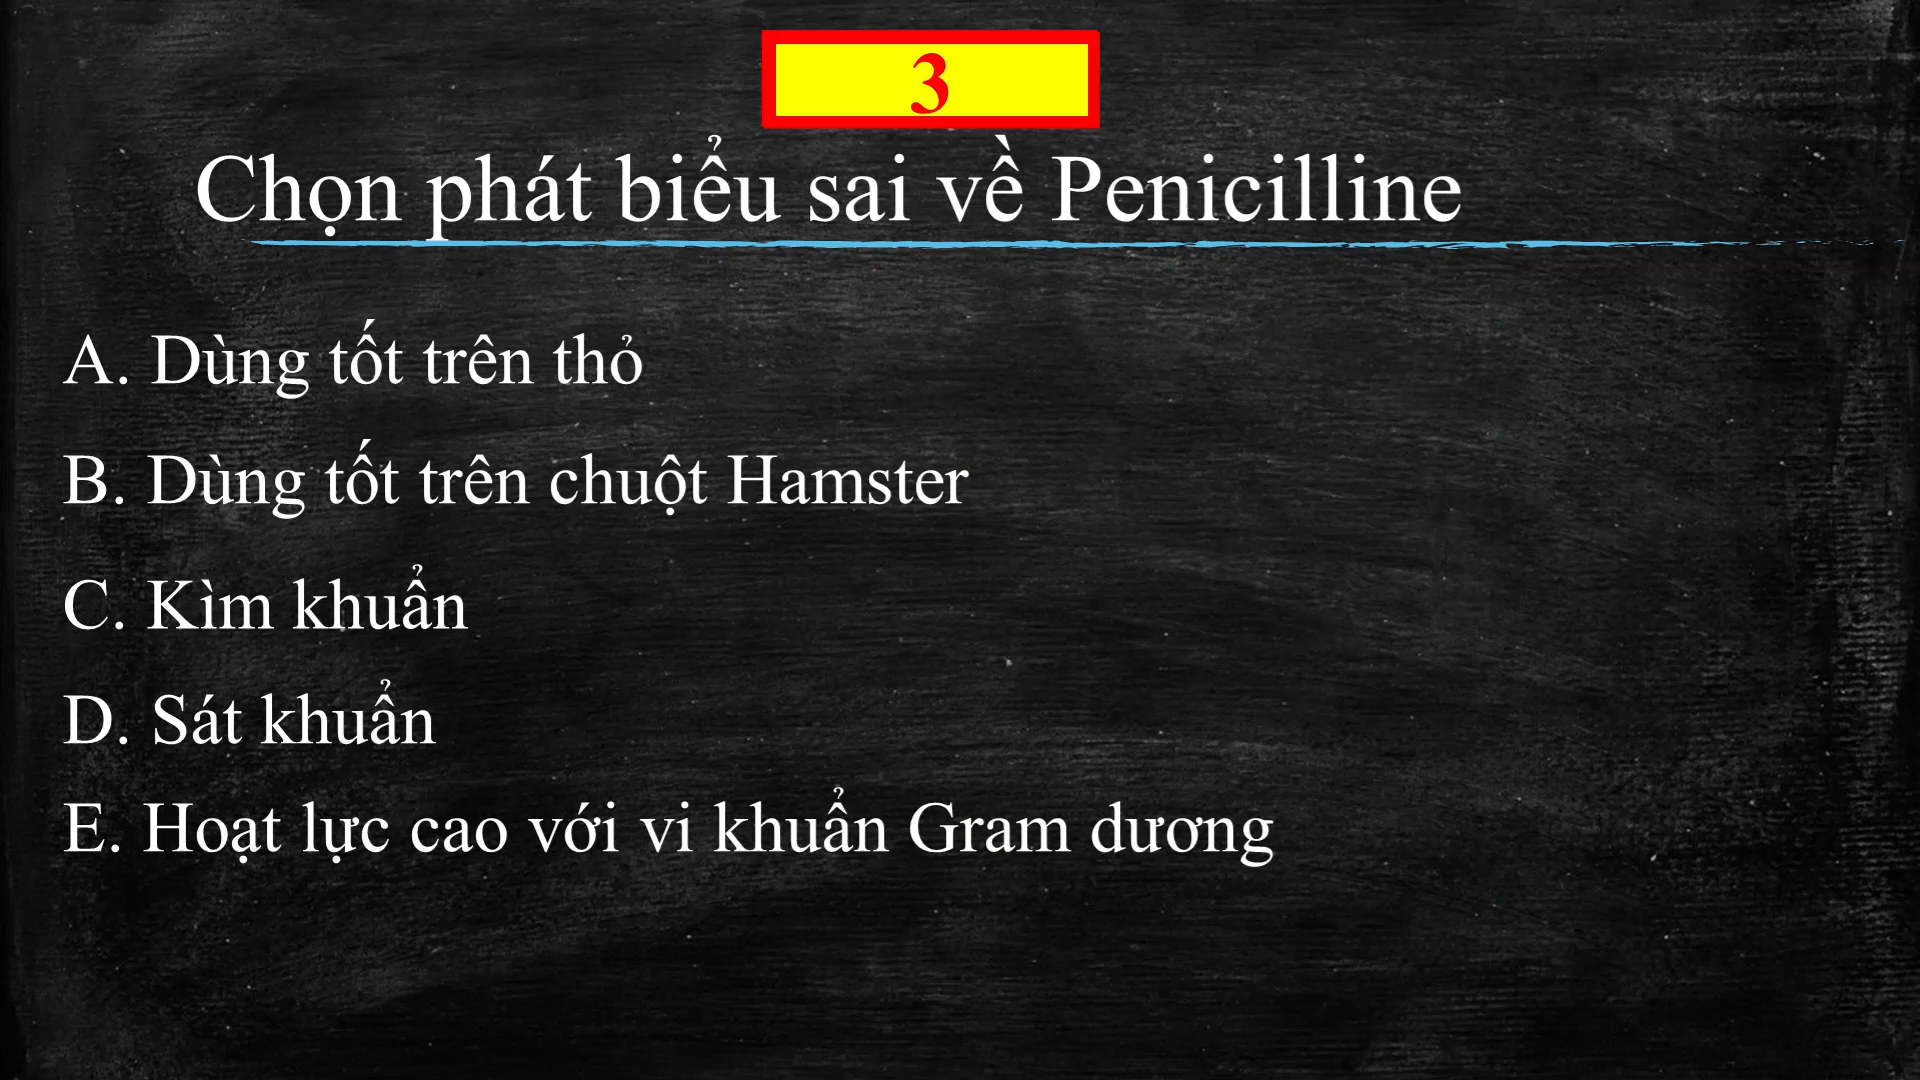 3
Chọn phát biểu sai về Penicilline
A. Dùng tốt trên thỏ
B. Dùng tốt trên chuột Hamster
C. Kìm khuẩn
D. Sát khuẩn
E. Hoạt lực cao với vi khuẩn Gram dương